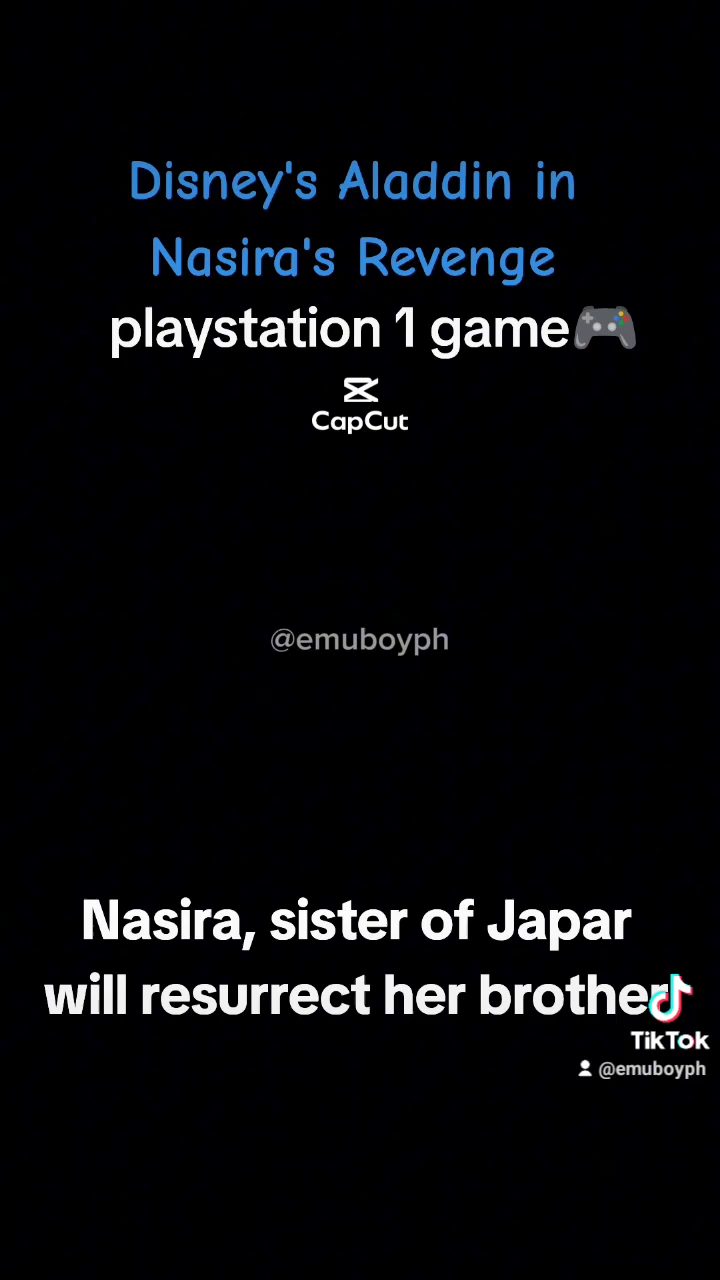 Disney's Aladdin in
Nasira's Revenge
playstation 1 game🎮
CapCut
@emuboyph
Nasira, sister of Japar
will resurrect her brother
TikTok
@emuboyph